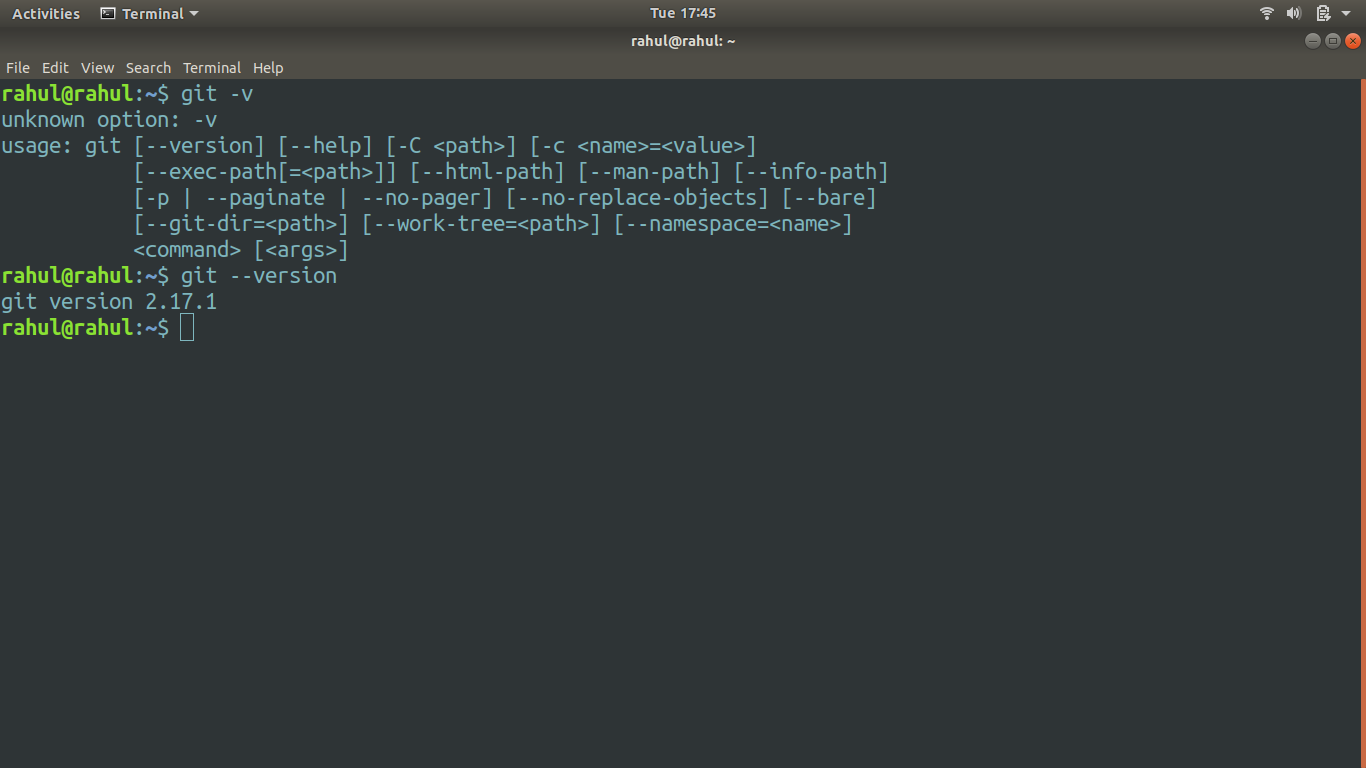 Activities Terminal Tue 17:45
rahul@rahul: ~
File Edit View Search Terminal Help
rahul@rahul:~$ git -v
unknown option: -v
usage: git [--version] [--help] [-C <path>] [-c <name>=<value>]
           [--exec-path[=<path>]] [--html-path] [--man-path] [--info-path]
           [-p | --paginate | --no-pager] [--no-replace-objects] [--bare]
           [--git-dir=<path>] [--work-tree=<path>] [--namespace=<name>]
           <command> [<args>]
rahul@rahul:~$ git --version
git version 2.17.1
rahul@rahul:~$